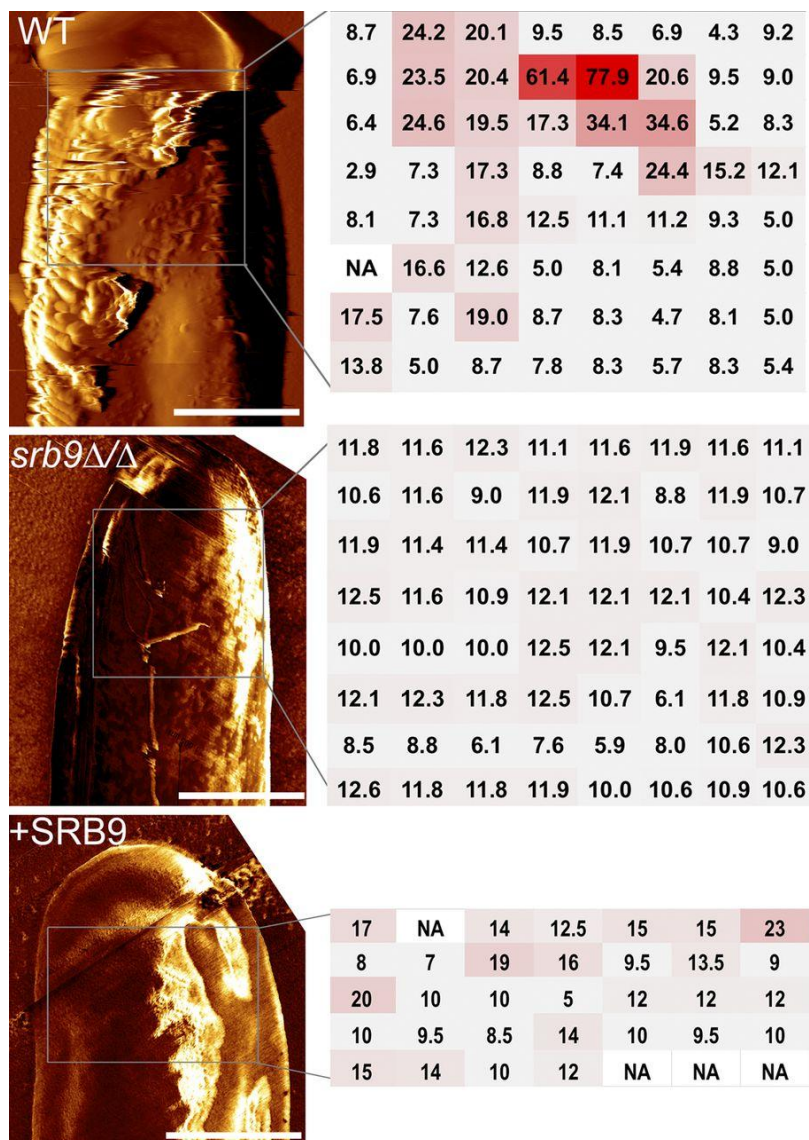 WT
8.7 24.2 20.1 9.5 8.5 6.9 4.3 9.2
6.9 23.5 20.4 61.4 77.9 20.6 9.5 9.0
6.4 24.6 19.5 17.3 34.1 34.6 5.2 8.3
2.9 7.3 17.3 8.8 7.4 24.4 15.2 12.1
8.1 7.3 16.8 12.5 11.1 11.2 9.3 5.0
NA 16.6 12.6 5.0 8.1 5.4 8.8 5.0
17.5 7.6 19.0 8.7 8.3 4.7 8.1 5.0
13.8 5.0 8.7 7.8 8.3 5.7 8.3 5.4
srb9Δ/Δ
11.8 11.6 12.3 11.1 11.6 11.9 11.6 11.1
10.6 11.6 9.0 11.9 12.1 8.8 11.9 10.7
11.9 11.4 11.4 10.7 11.9 10.7 10.7 9.0
12.5 11.6 10.9 12.1 12.1 12.1 10.4 12.3
10.0 10.0 10.0 12.5 12.1 9.5 12.1 10.4
12.1 12.3 11.8 12.5 10.7 6.1 11.8 10.9
8.5 8.8 6.1 7.6 5.9 8.0 10.6 12.3
12.6 11.8 11.8 11.9 10.0 10.6 10.9 10.6
+SRB9
17 NA 14 12.5 15 15 23
8 7 19 16 9.5 13.5 9
20 10 10 5 12 12 12
10 9.5 8.5 14 10 9.5 10
15 14 10 12 NA NA NA